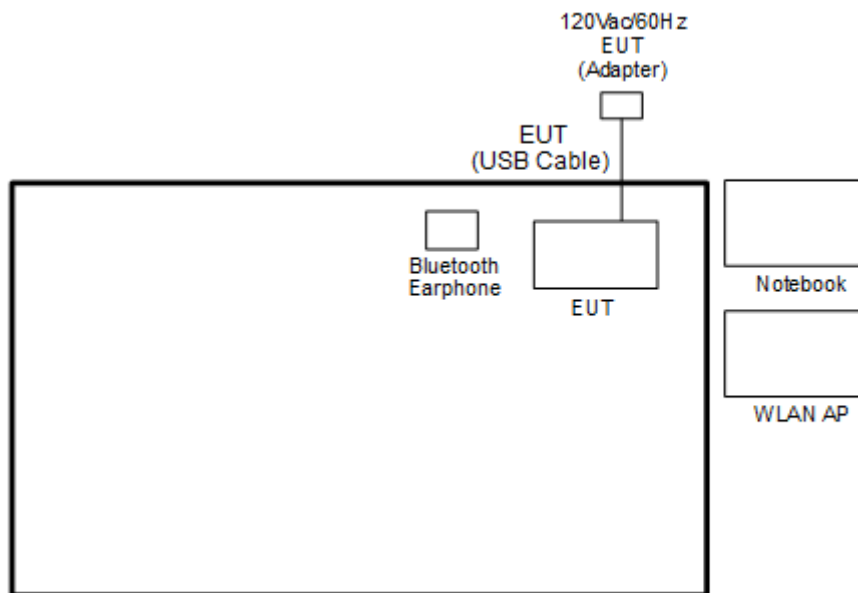 120Vac/60Hz
EUT
(Adapter)
EUT
(USB Cable)
Bluetooth
Earphone
EUT
Notebook
WLAN AP